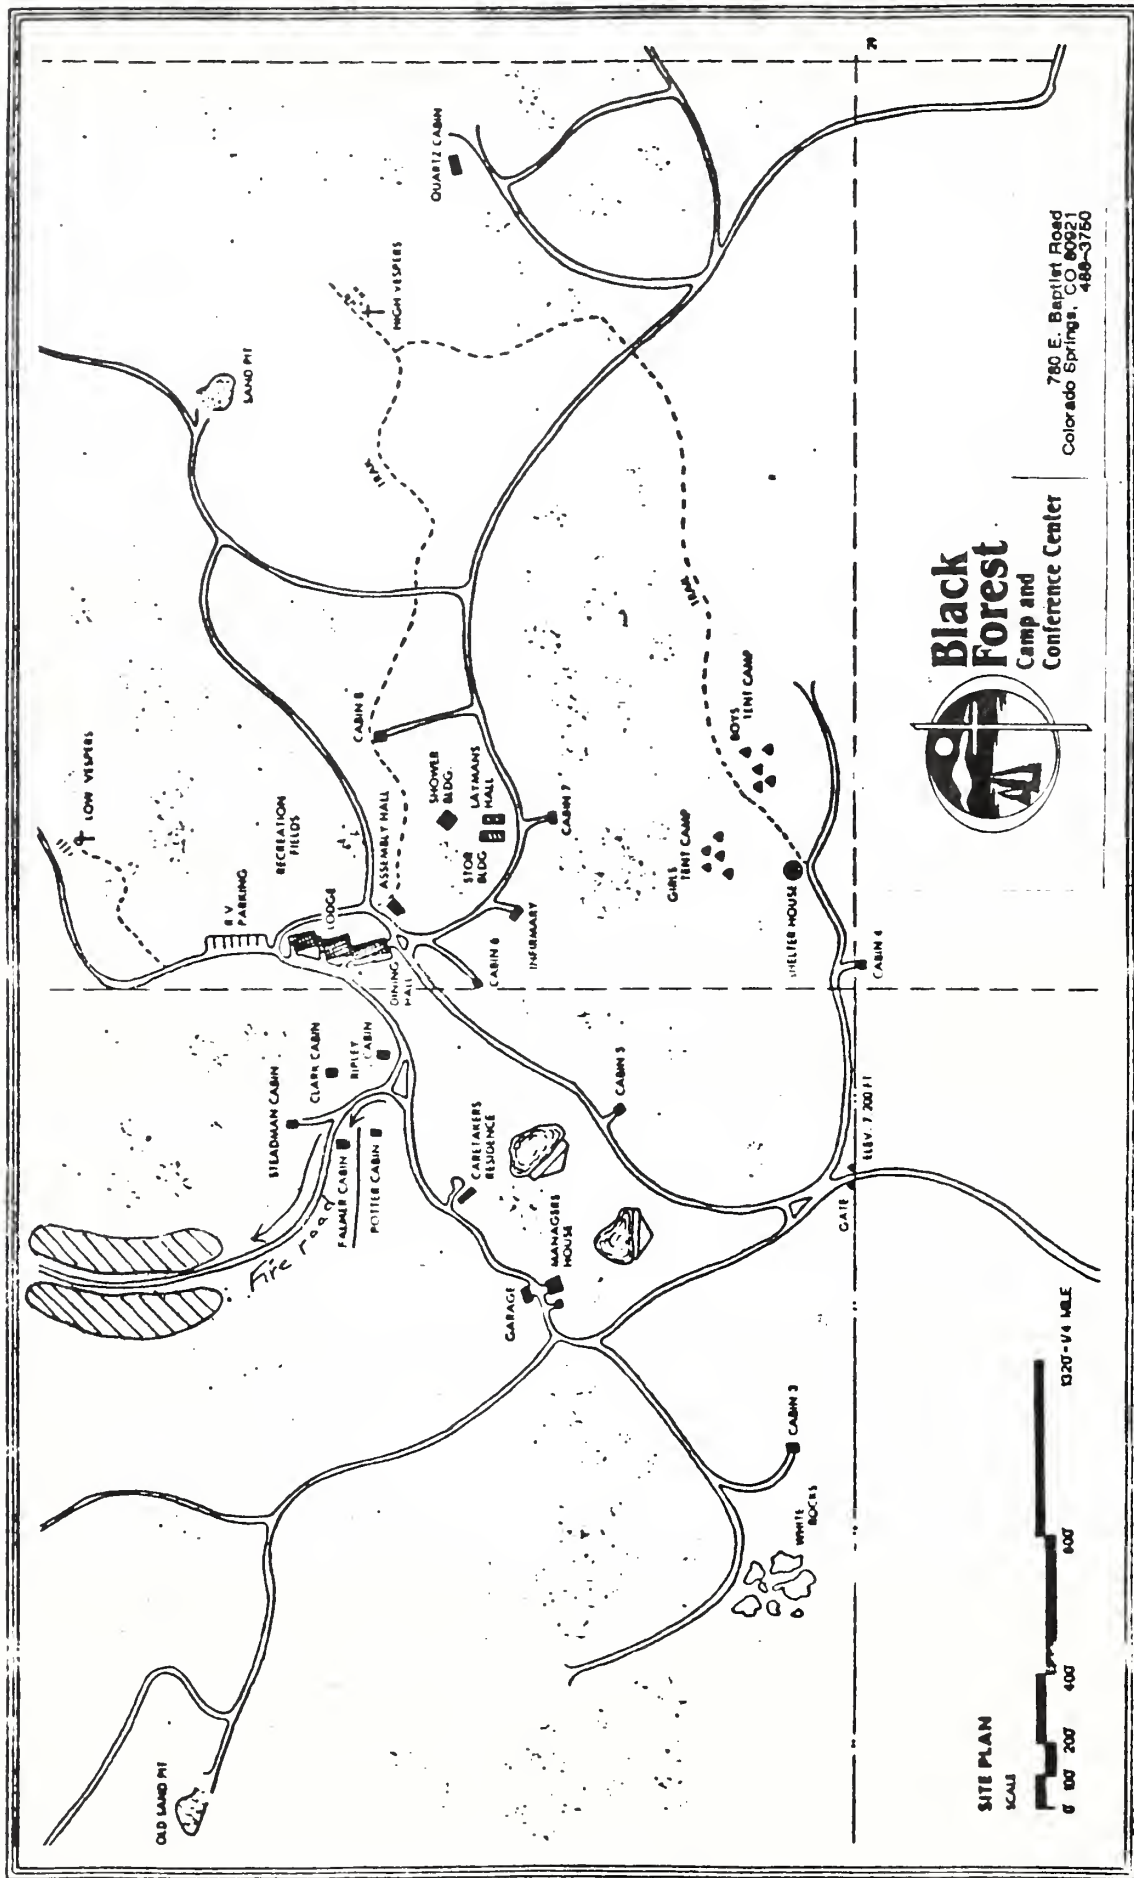 OLD SAND PIT
STEADMAN CABIN
CLARK CABIN
RIPLEY
CABIN
PALMER CABIN
POTTER CABIN
Fire road
R V
PARKING
LOW VESPERS
RECREATION
FIELDS
LODGE
DINING
HALL
ASSEMBLY HALL
CABIN 8
SAND PIT
TRAIL
HIGH VESPERS
QUARTZ CABIN
SHOWER
BLDG.
LAYMANS
HALL
STOR
BLDG
CABIN 7
INFIRMARY
CABIN 6
CARETAKERS
RESIDENCE
GARAGE
MANAGERS
HOUSE
CABIN 5
GIRLS
TENT CAMP
BOYS
TENT CAMP
TRAIL
SHELTER HOUSE
CABIN 4
CABIN 3
WHITE
ROCKS
GATE
ELEV. 7,200 FT
SITE PLAN
SCALE
0 100 200 400 800 1320-1/4 MILE
Black
Forest
Camp and
Conference Center
780 E. Baptist Road
Colorado Springs, CO 80921
488-3750